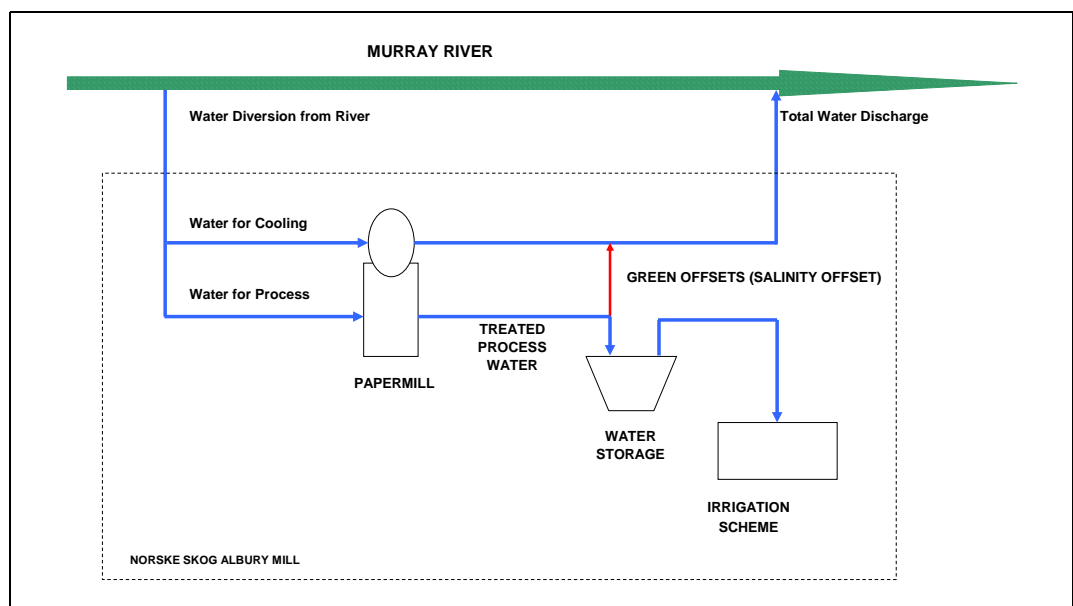 MURRAY RIVER
Water Diversion from River
Total Water Discharge
Water for Cooling
GREEN OFFSETS (SALINITY OFFSET)
Water for Process
TREATED
PROCESS
WATER
PAPERMILL
WATER
STORAGE
IRRIGATION
SCHEME
NORSKE SKOG ALBURY MILL